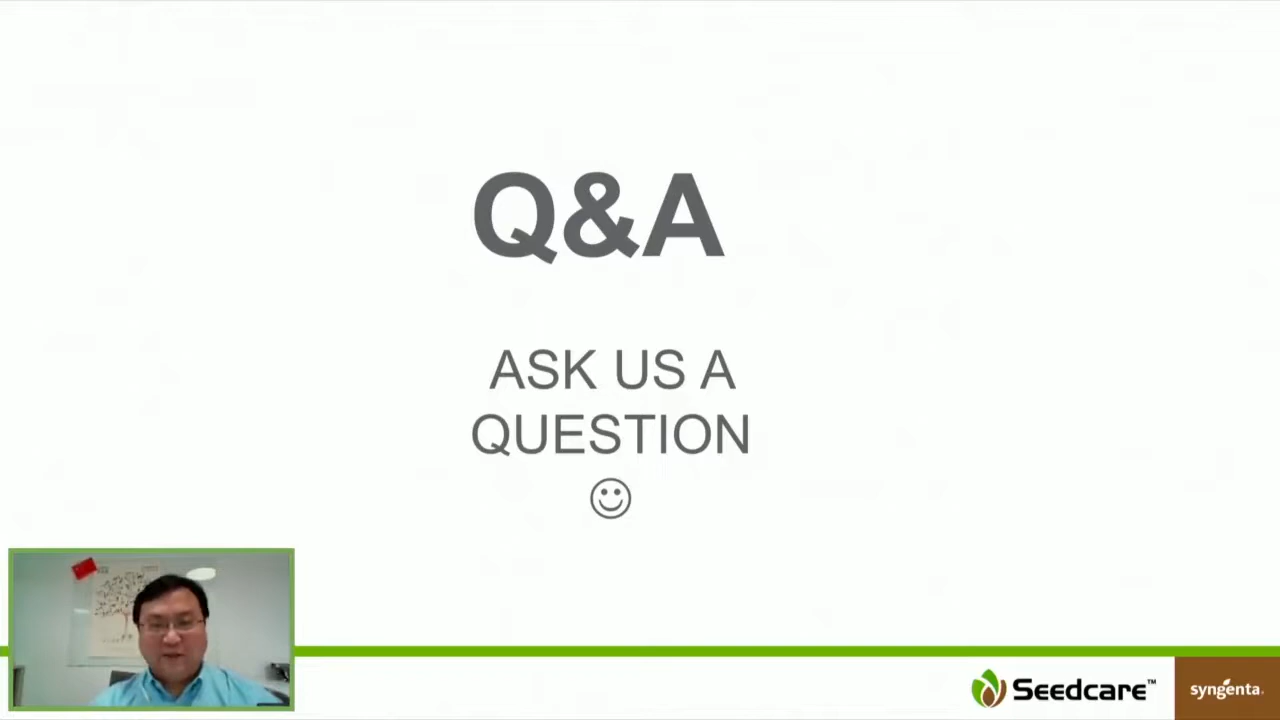 Q&A
ASK US A
QUESTION
Seedcare™
syngenta.